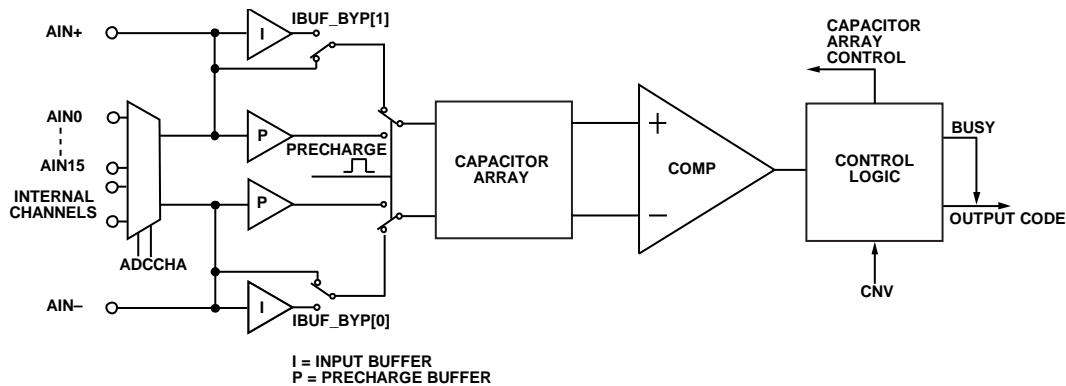 IBUF_BYP[1]
AIN+
I
CAPACITOR
ARRAY
CONTROL
AIN0
AIN15
INTERNAL
CHANNELS
P
PRECHARGE
P
CAPACITOR
ARRAY
+
COMP
−
CONTROL
LOGIC
BUSY
OUTPUT CODE
ADCCHA
CNV
AIN−
I
IBUF_BYP[0]
I = INPUT BUFFER
P = PRECHARGE BUFFER